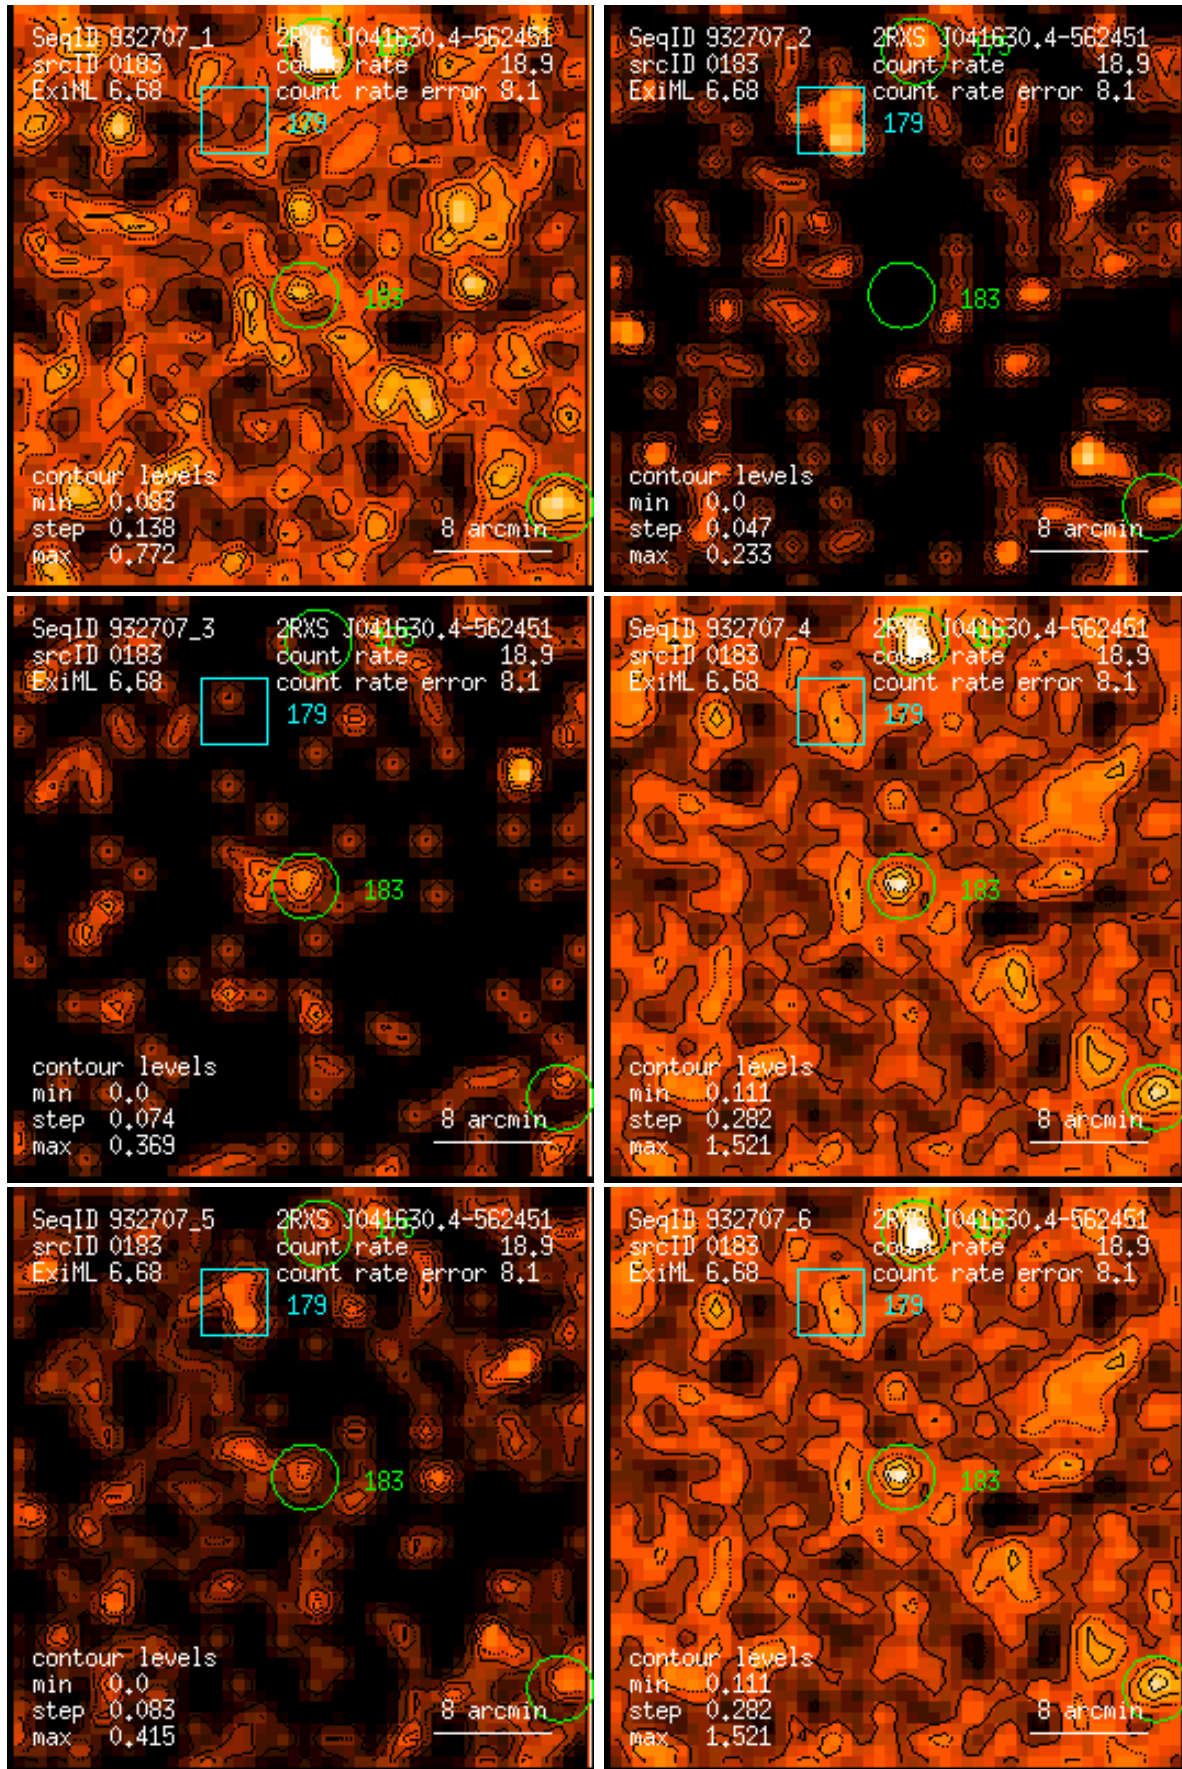 SeqID 932707_1 2RXS J041630.4-562451
srcID 0183 count rate 18.9
ExiML 6.68 count rate error 8.1
179
183
contour levels
min 0.083
step 0.138 8 arcmin
max 0.772
SeqID 932707_2 2RXS J041630.4-562451
srcID 0183 count rate 18.9
ExiML 6.68 count rate error 8.1
179
183
contour levels
min 0.0
step 0.047 8 arcmin
max 0.233
SeqID 932707_3 2RXS J041630.4-562451
srcID 0183 count rate 18.9
ExiML 6.68 count rate error 8.1
179
183
contour levels
min 0.0
step 0.074 8 arcmin
max 0.369
SeqID 932707_4 2RXS J041630.4-562451
srcID 0183 count rate 18.9
ExiML 6.68 count rate error 8.1
179
183
contour levels
min 0.111
step 0.282 8 arcmin
max 1.521
SeqID 932707_5 2RXS J041630.4-562451
srcID 0183 count rate 18.9
ExiML 6.68 count rate error 8.1
179
183
contour levels
min 0.0
step 0.083 8 arcmin
max 0.415
SeqID 932707_6 2RXS J041630.4-562451
srcID 0183 count rate 18.9
ExiML 6.68 count rate error 8.1
179
183
contour levels
min 0.111
step 0.282 8 arcmin
max 1.521